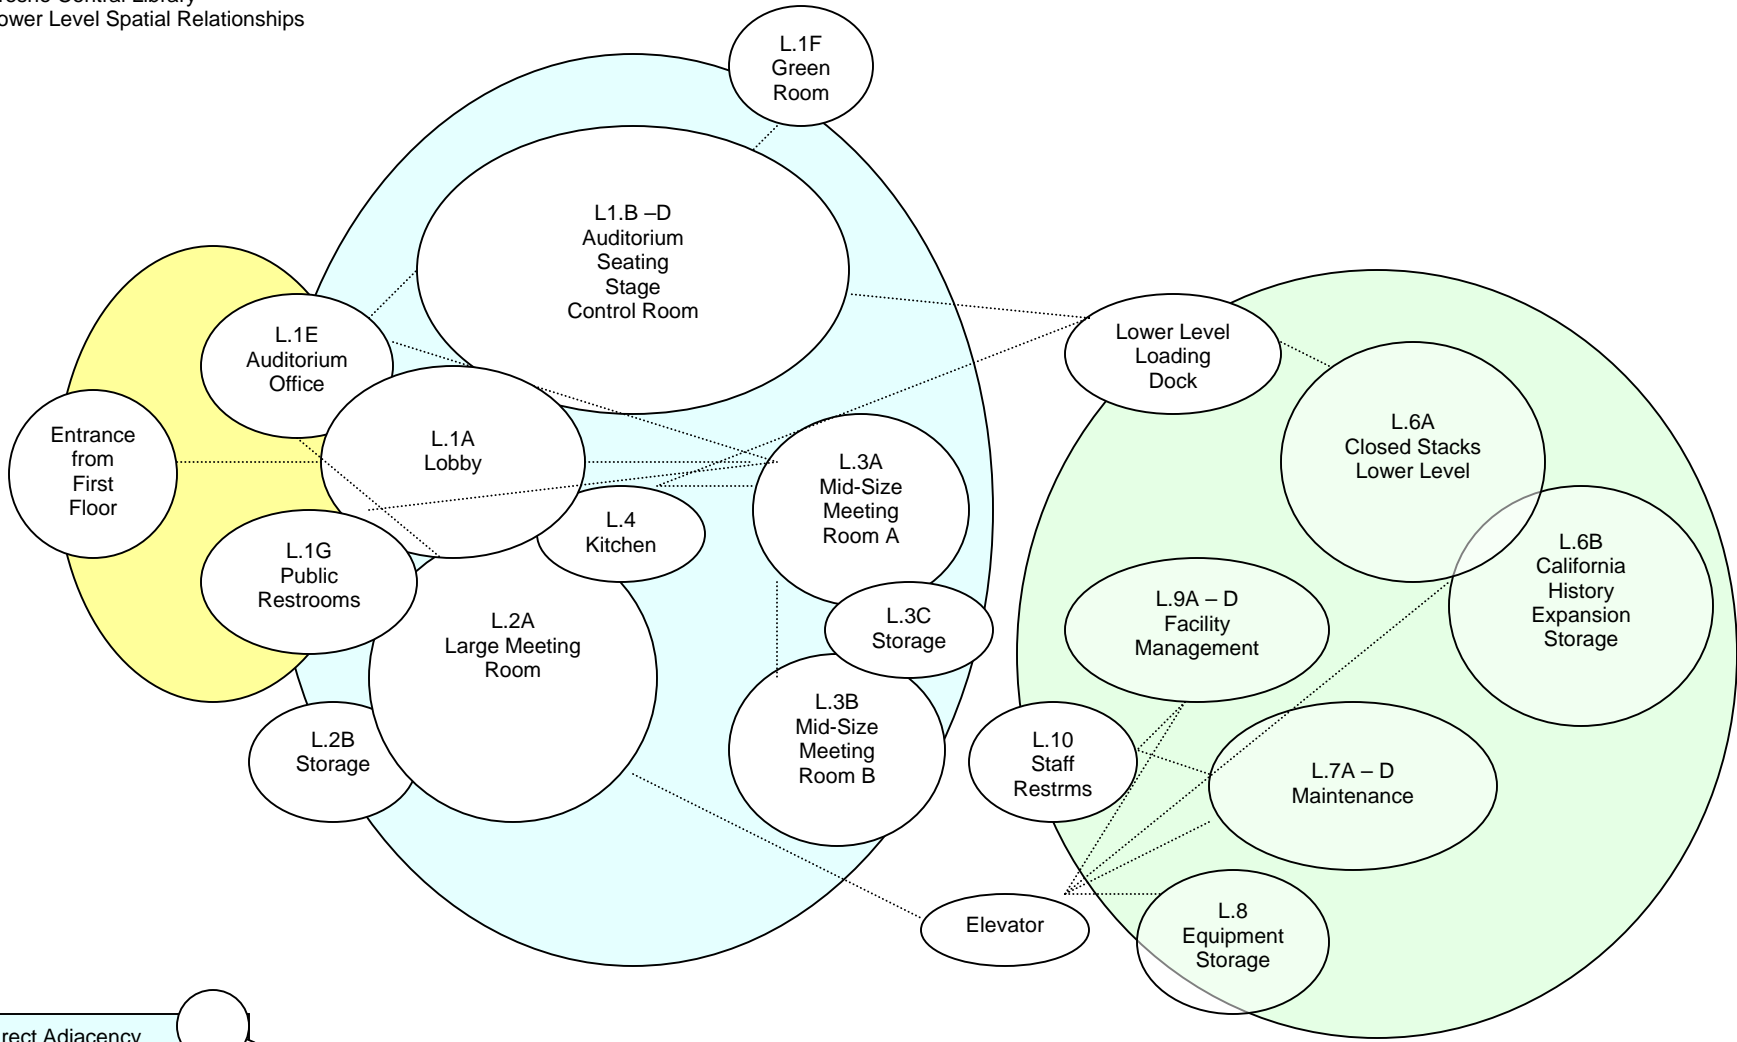 Central Library
Lower Level Spatial Relationships
L.1F
Green
Room
L1.B –D
Auditorium
Seating
Stage
Control Room
L.1E
Auditorium
Office
Entrance
from
First
Floor
L.1A
Lobby
L.1G
Public
Restrooms
L.4
Kitchen
L.3A
Mid-Size
Meeting
Room A
L.3C
Storage
L.2A
Large Meeting
Room
L.2B
Storage
L.3B
Mid-Size
Meeting
Room B
Lower Level
Loading
Dock
L.6A
Closed Stacks
Lower Level
L.6B
California
History
Expansion
Storage
L.9A – D
Facility
Management
L.10
Staff
Restrms
L.7A – D
Maintenance
Elevator
L.8
Equipment
Storage
rect Adjacency